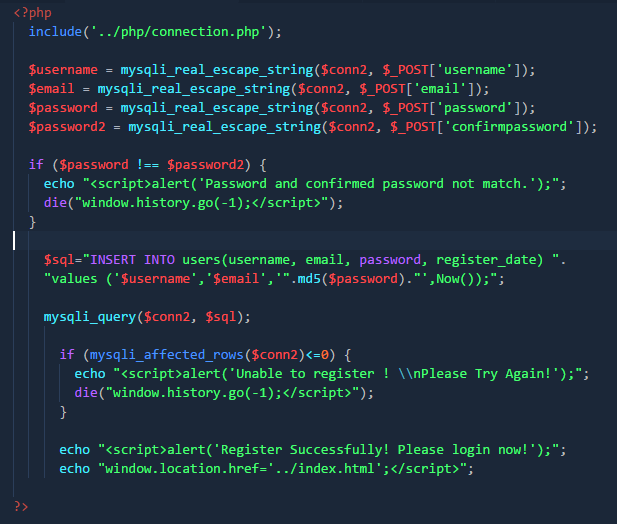 <?php
include('../php/connection.php');
$username = mysqli_real_escape_string($conn2, $_POST['username']);
$email = mysqli_real_escape_string($conn2, $_POST['email']);
$password = mysqli_real_escape_string($conn2, $_POST['password']);
$password2 = mysqli_real_escape_string($conn2, $_POST['confirmpassword']);
if ($password !== $password2) {
echo "<script>alert('Password and confirmed password not match.');";
die("window.history.go(-1);</script>");
}
$sql="INSERT INTO users(username, email, password, register_date) ".
"values ('$username','$email','".md5($password)."',Now());";
mysqli_query($conn2, $sql);
if (mysqli_affected_rows($conn2)<=0) {
echo "<script>alert('Unable to register ! \\nPlease Try Again!');";
die("window.history.go(-1);</script>");
}
echo "<script>alert('Register Successfully! Please login now!');";
echo "window.location.href='../index.html';</script>";
?>